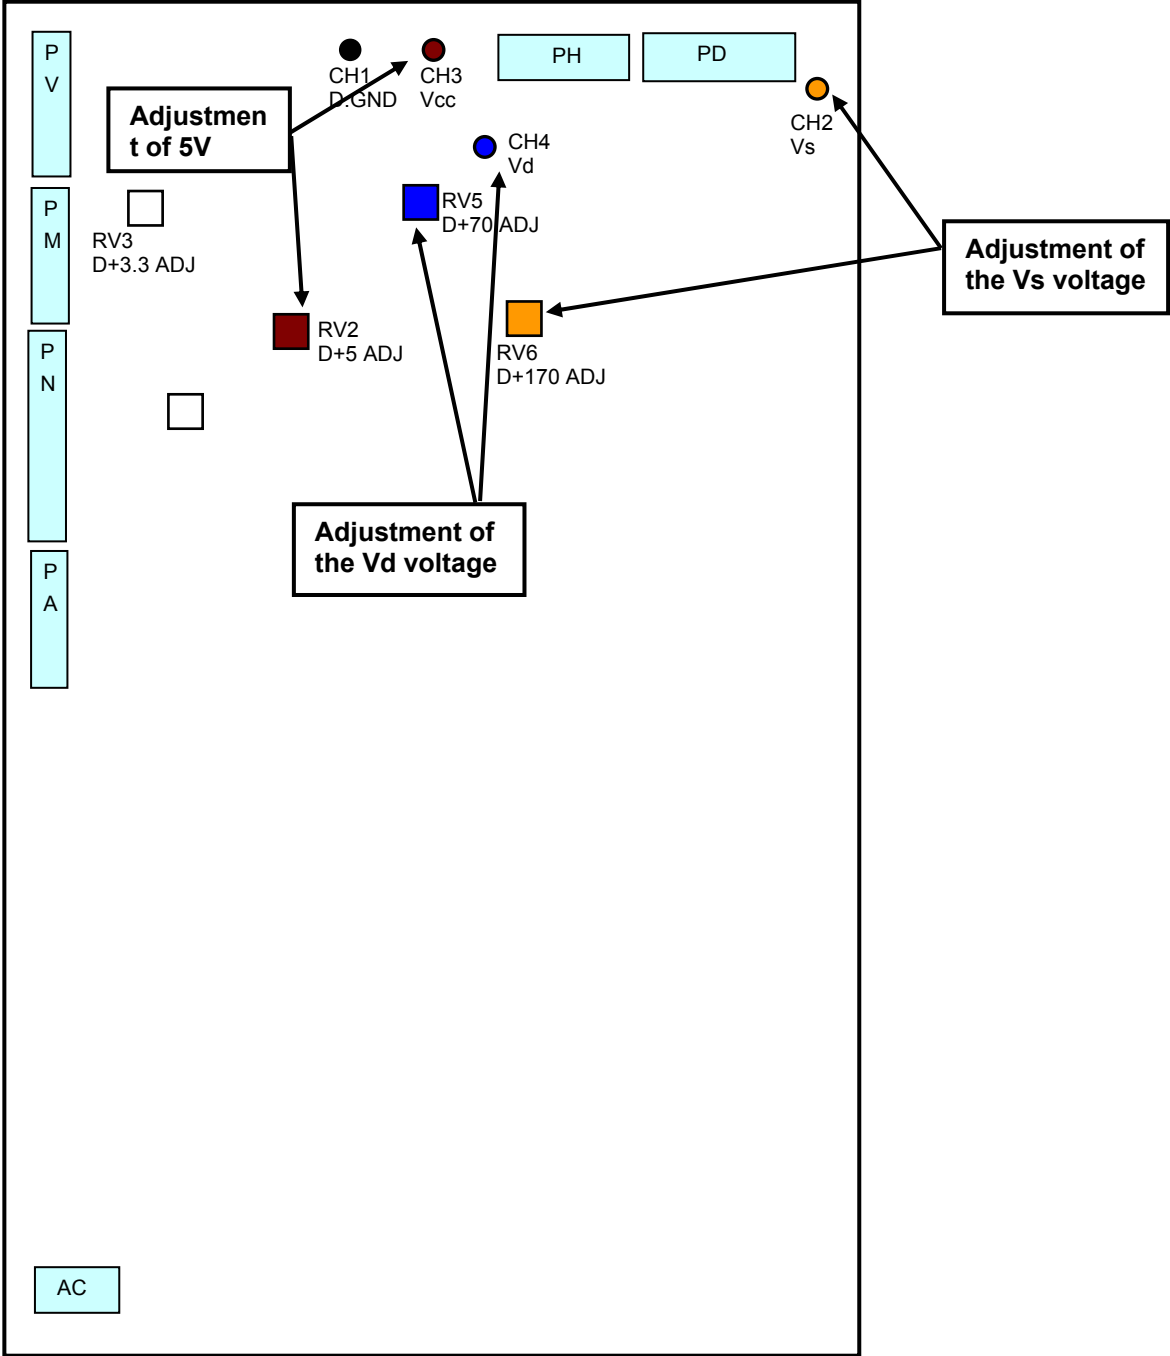 P
V
CH1
D.GND
CH3
Vcc
PH
PD
CH2
Vs
Adjustmen
t of 5V
CH4
Vd
P
M
RV3
D+3.3 ADJ
RV5
D+70 ADJ
Adjustment of
the Vs voltage
RV2
D+5 ADJ
RV6
D+170 ADJ
P
N
Adjustment of
the Vd voltage
P
A
AC